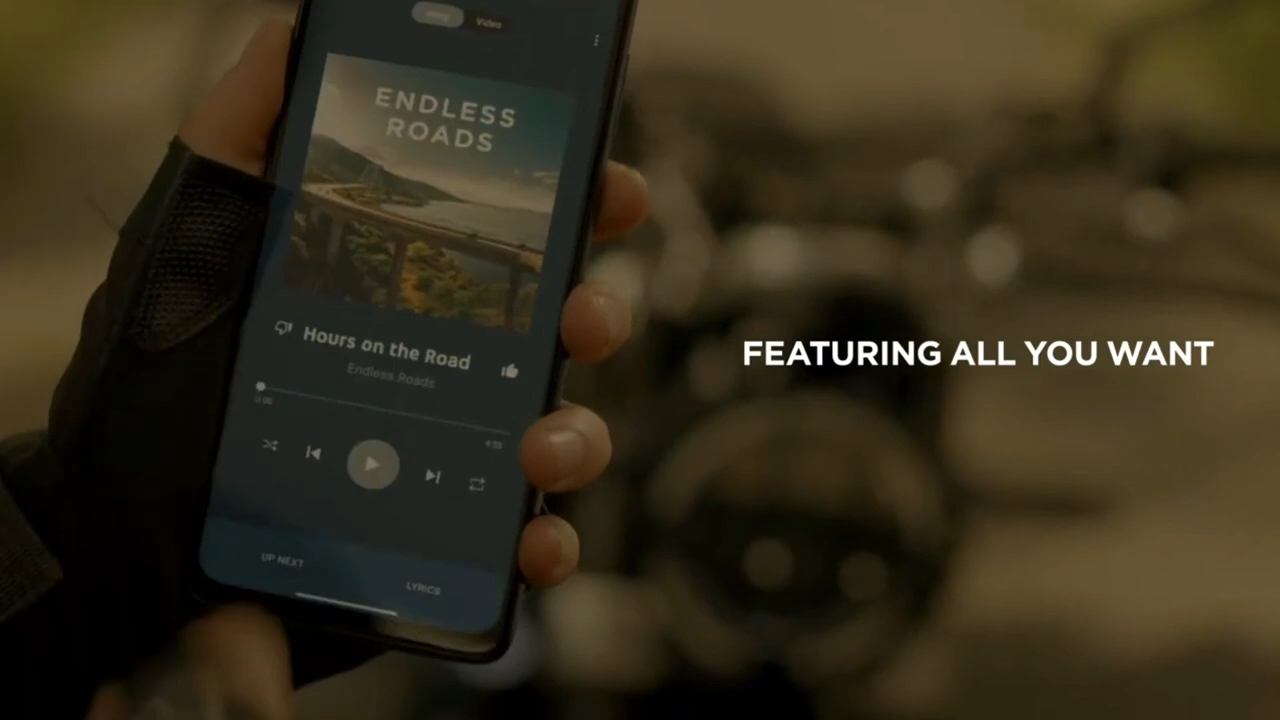 Song Video
ENDLESS
ROADS
Hours on the Road
Endless Roads
0:00
4:55
UP NEXT
LYRICS
FEATURING ALL YOU WANT